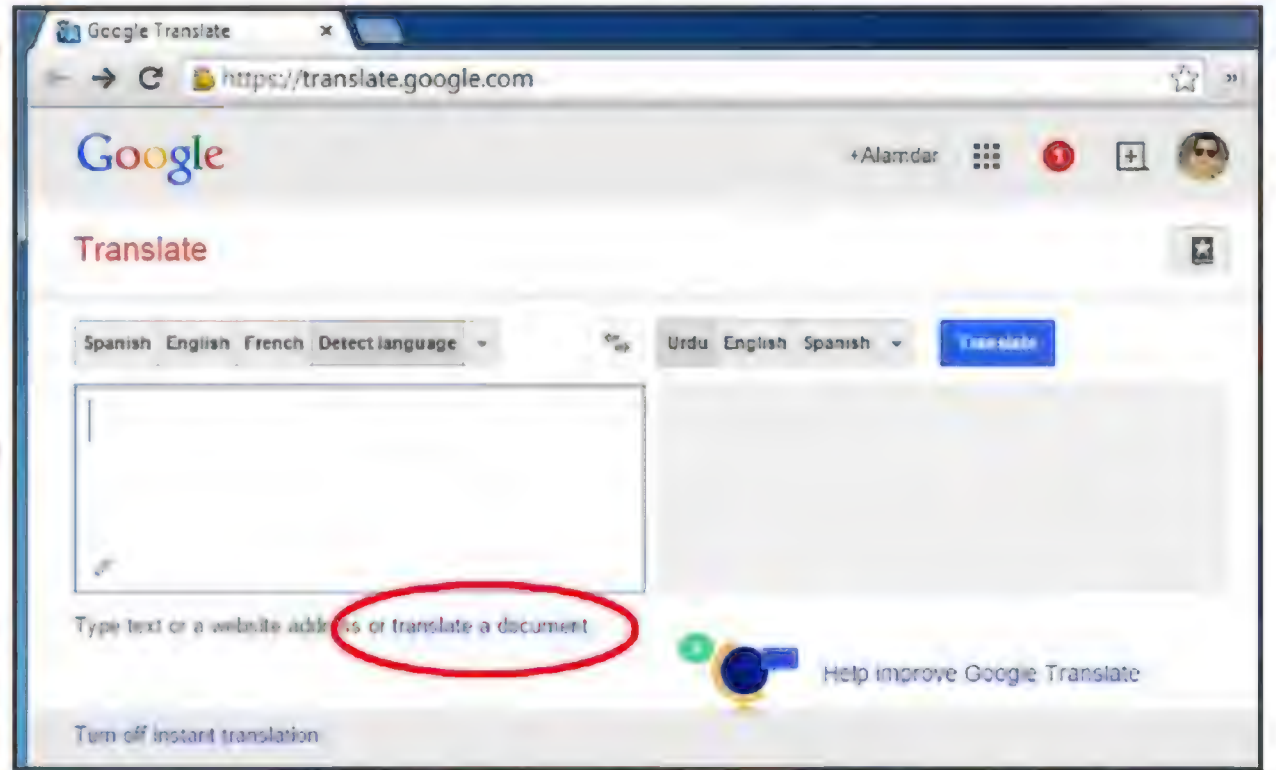 Google Translate
https://translate.google.com
Google +Alamdar
Translate
Spanish English French Detect language Urdu English Spanish Translate
Type text or a website address or translate a document
Help improve Google Translate
Turn off instant translation